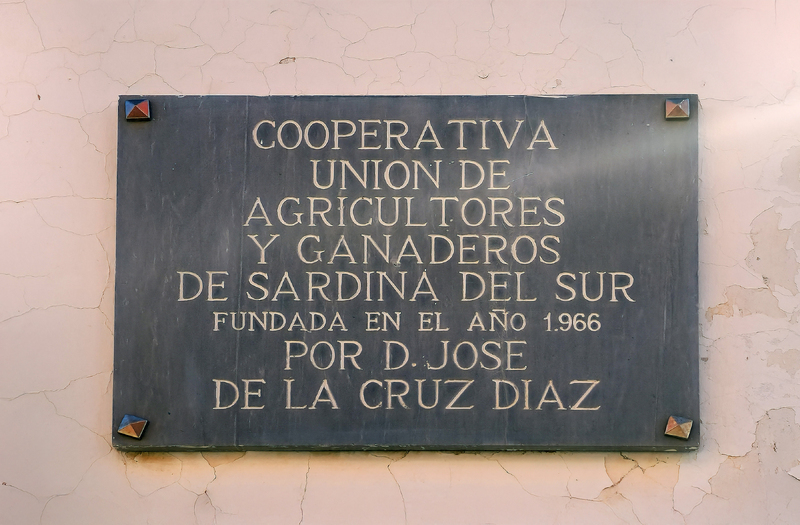 COOPERATIVA
UNION DE
AGRICULTORES
Y GANADEROS
DE SARDINA DEL SUR
FUNDADA EN EL AÑO 1.966
POR D. JOSE
DE LA CRUZ DIAZ